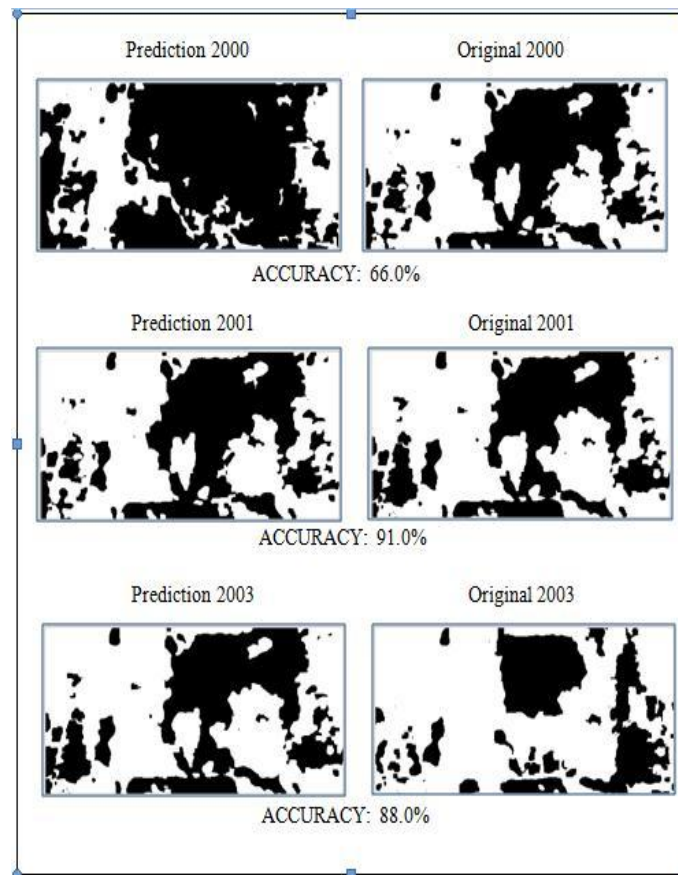 Prediction 2000 Original 2000
ACCURACY: 66.0%
Prediction 2001 Original 2001
ACCURACY: 91.0%
Prediction 2003 Original 2003
ACCURACY: 88.0%